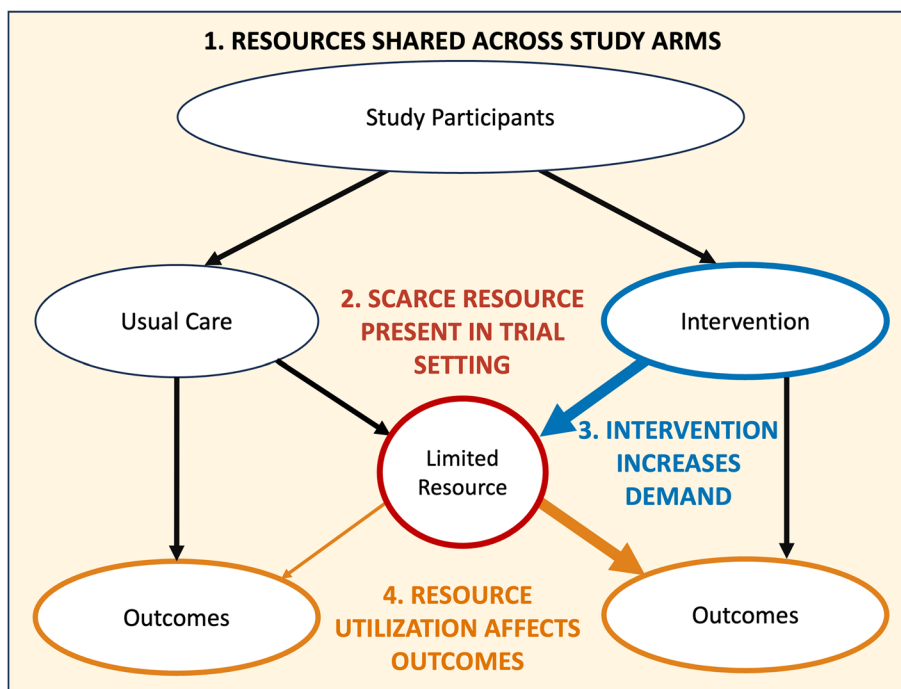 1. RESOURCES SHARED ACROSS STUDY ARMS
Study Participants
Usual Care
2. SCARCE RESOURCE
PRESENT IN TRIAL
SETTING
Intervention
Limited
Resource
3. INTERVENTION
INCREASES
DEMAND
Outcomes
4. RESOURCE
UTILIZATION AFFECTS
OUTCOMES
Outcomes